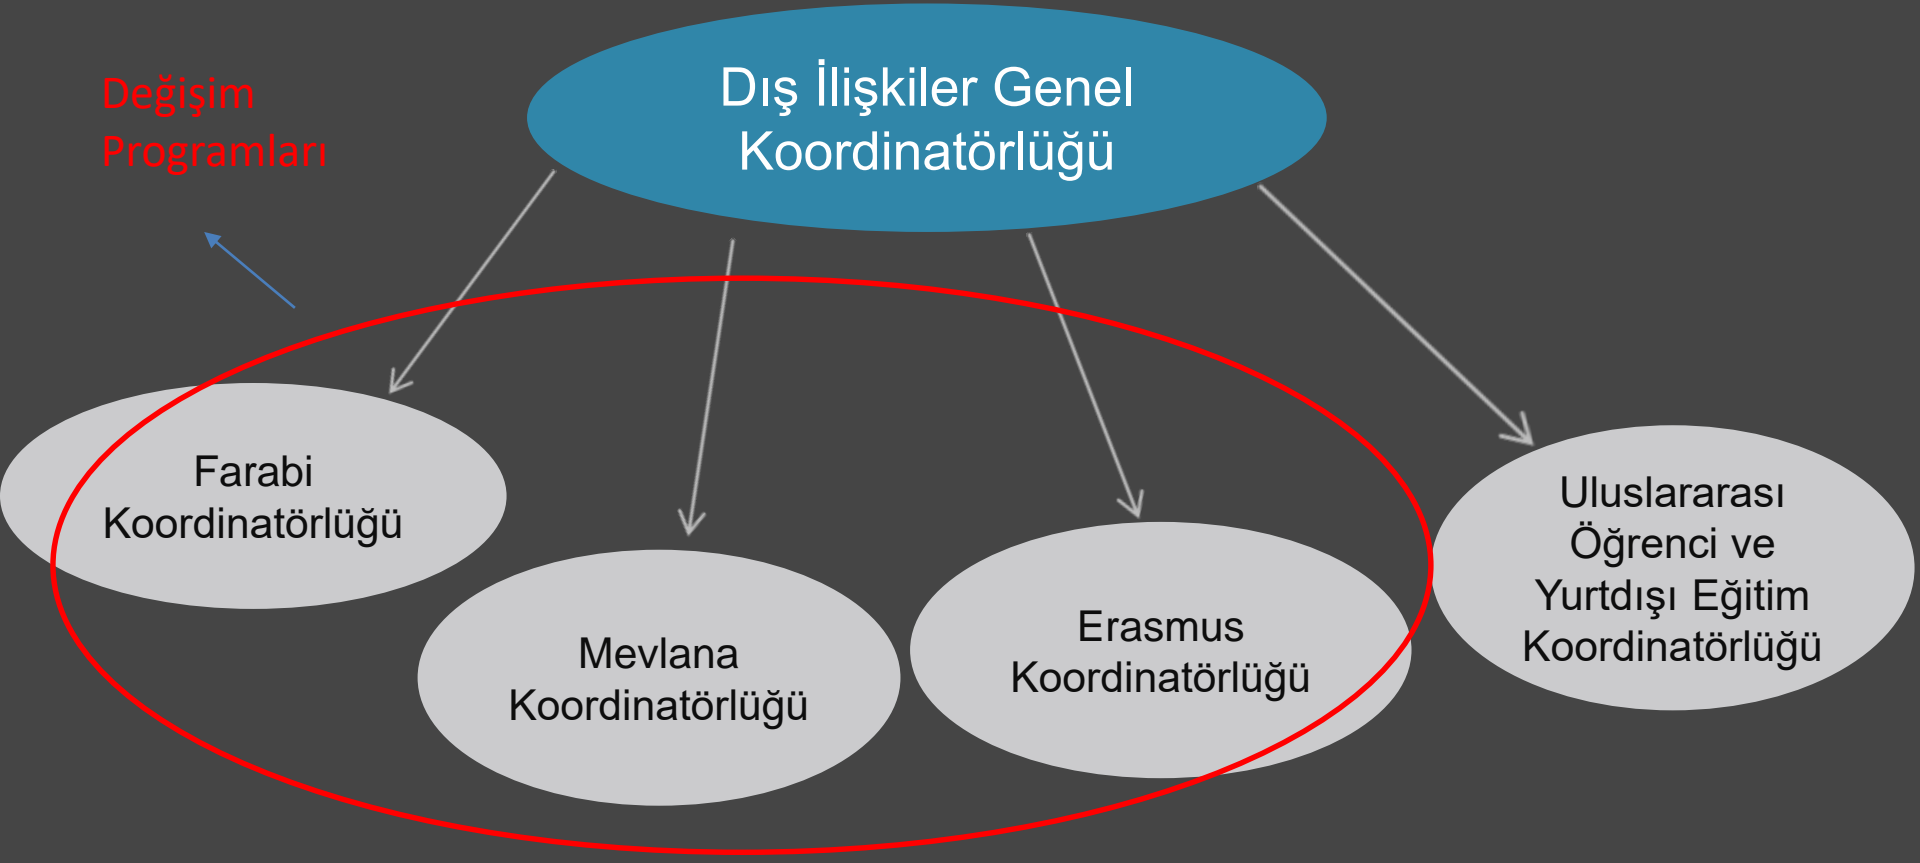 Değişim
Programları
Dış İlişkiler Genel
Koordinatörlüğü
Farabi
Koordinatörlüğü
Mevlana
Koordinatörlüğü
Erasmus
Koordinatörlüğü
Uluslararası
Öğrenci ve
Yurtdışı Eğitim
Koordinatörlüğü